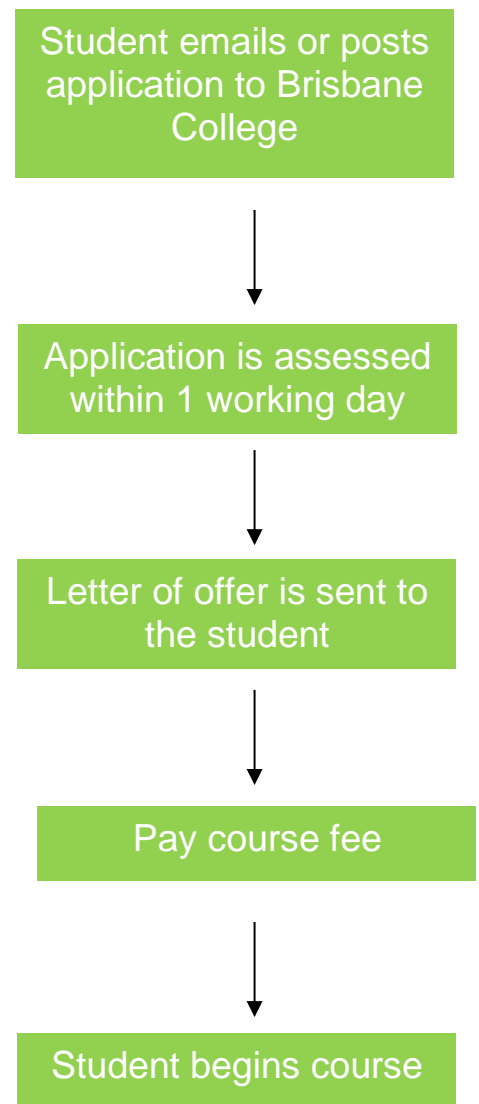 Student emails or posts
application to Brisbane
College
Application is assessed
within 1 working day
Letter of offer is sent to
the student
Pay course fee
Student begins course